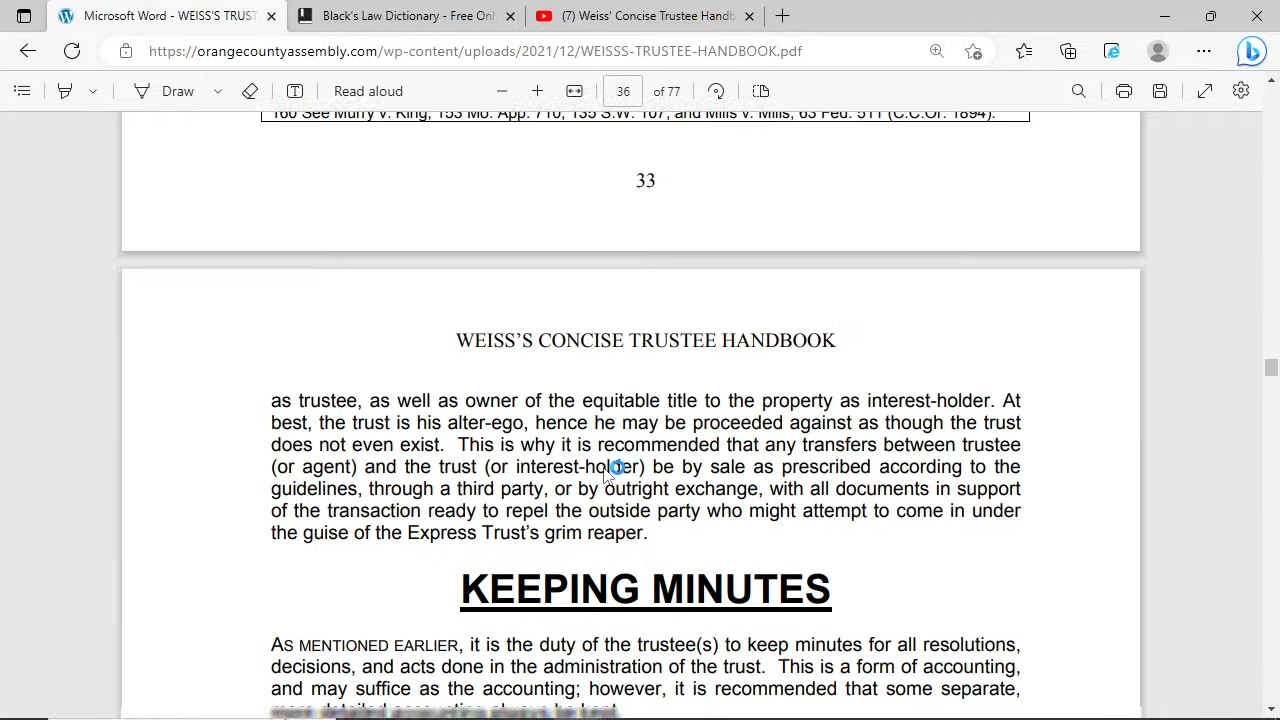 Microsoft Word - WEISS'S TRUST
Black's Law Dictionary - Free Onl
(7) Weiss' Concise Trustee Handb
https://orangecountyassembly.com/wp-content/uploads/2021/12/WEISSS-TRUSTEE-HANDBOOK.pdf
Draw
Read aloud
36 of 77
160 See Murry v. King, 153 Mo. App. 710, 135 S.W. 107, and Mills v. Mills, 63 Fed. 511 (C.C.Or. 1894).
33
WEISS'S CONCISE TRUSTEE HANDBOOK
as trustee, as well as owner of the equitable title to the property as interest-holder. At
best, the trust is his alter-ego, hence he may be proceeded against as though the trust
does not even exist. This is why it is recommended that any transfers between trustee
(or agent) and the trust (or interest-holder) be by sale as prescribed according to the
guidelines, through a third party, or by outright exchange, with all documents in support
of the transaction ready to repel the outside party who might attempt to come in under
the guise of the Express Trust's grim reaper.
KEEPING MINUTES
AS MENTIONED EARLIER, it is the duty of the trustee(s) to keep minutes for all resolutions,
decisions, and acts done in the administration of the trust. This is a form of accounting,
and may suffice as the accounting; however, it is recommended that some separate,
more detailed accounting always be kept.